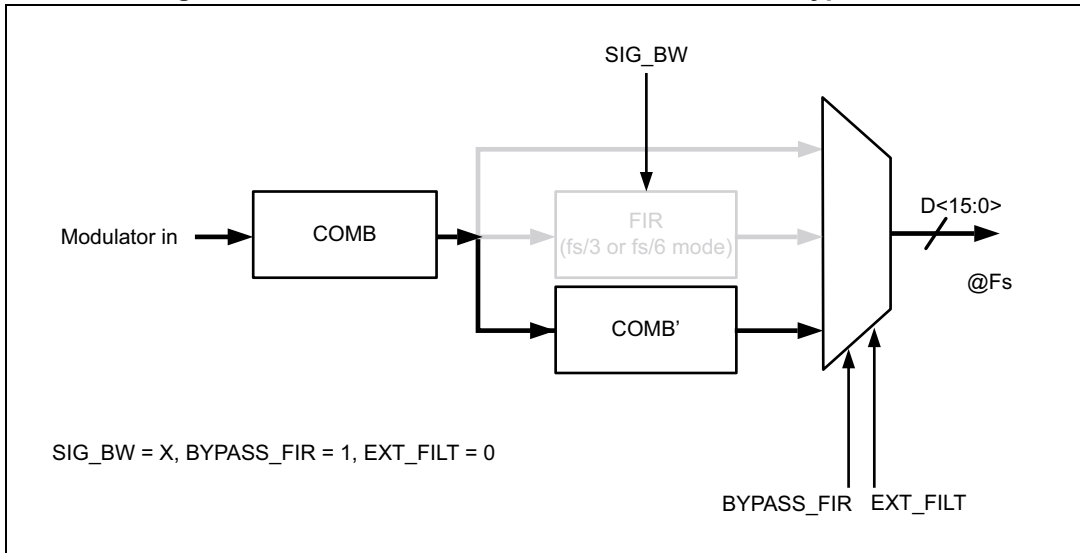 SIG_BW
FIR
(fs/3 or fs/6 mode)
Modulator in
COMB
D<15:0>
@Fs
COMB’
SIG_BW = X, BYPASS_FIR = 1, EXT_FILT = 0
BYPASS_FIR EXT_FILT